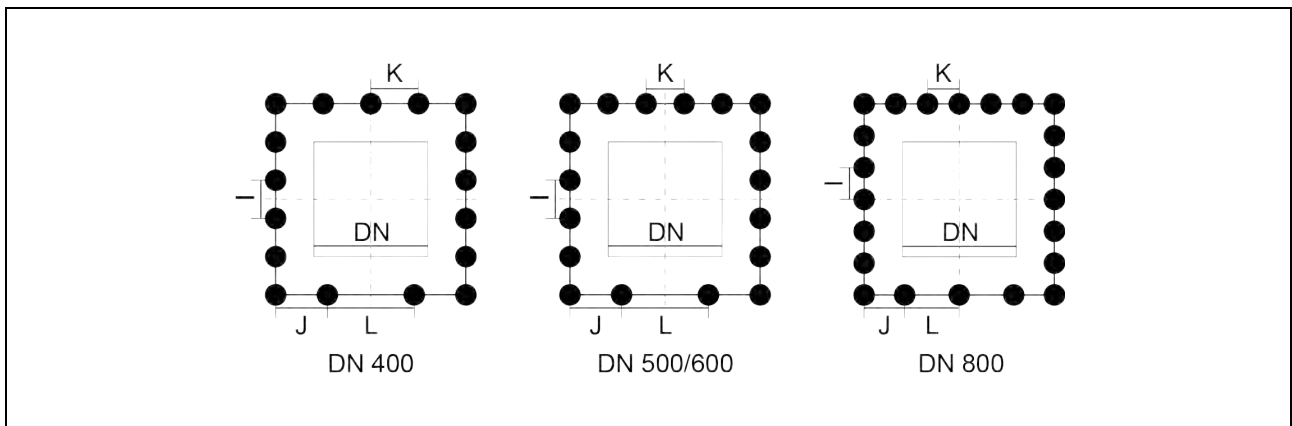 K K K
I I I
DN DN DN
J L J L J L
DN 400 DN 500/600 DN 800